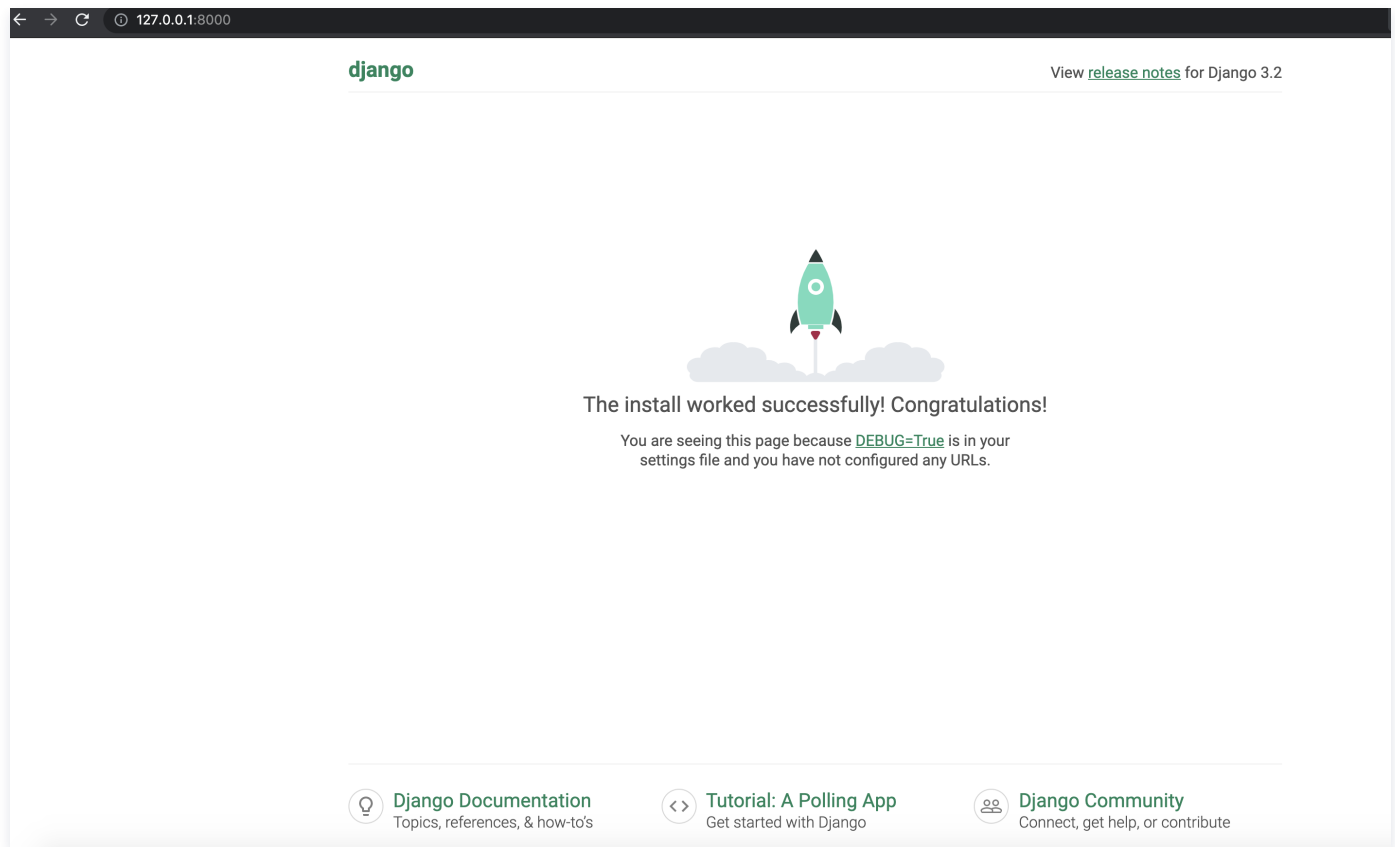 127.0.0.1:8000
django
View release notes for Django 3.2
The install worked successfully! Congratulations!
You are seeing this page because DEBUG=True is in your
settings file and you have not configured any URLs.
Django Documentation
Topics, references, & how-to’s
Tutorial: A Polling App
Get started with Django
Django Community
Connect, get help, or contribute